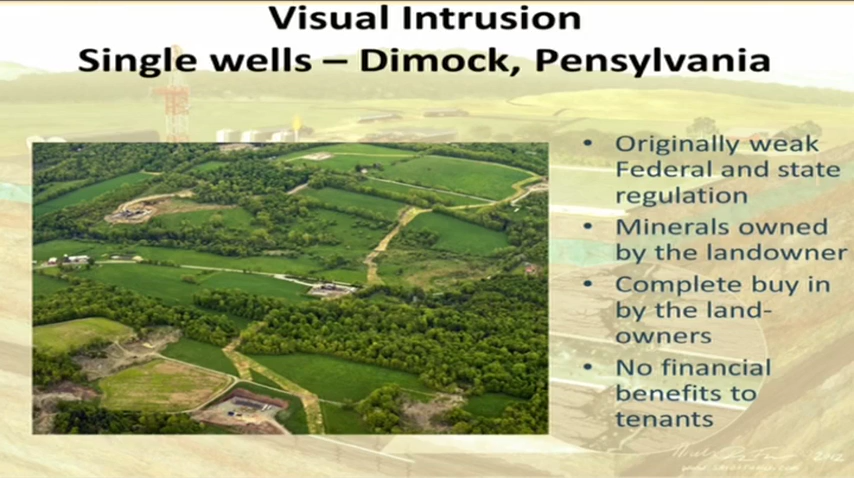 Visual Intrusion
Single wells – Dimock, Pensylvania
• Originally weak
Federal and state
regulation
• Minerals owned
by the landowner
• Complete buy in
by the land-
owners
• No financial
benefits to
tenants
2012